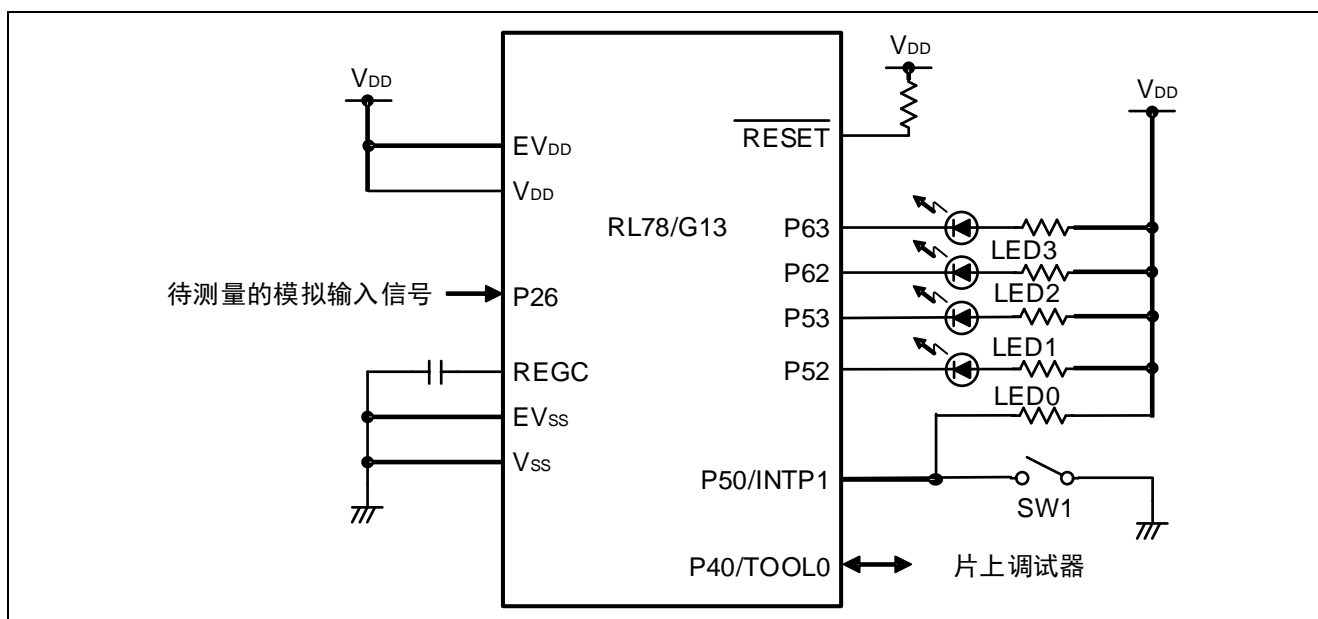 VDD
VDD
VDD
EVDD
VDD
RESET
RL78/G13
P63
LED3
P62
LED2
待测量的模拟输入信号
P26
P53
LED1
REGC
P52
LED0
EVSS
VSS
P50/INTP1
SW1
P40/TOOL0
片上调试器